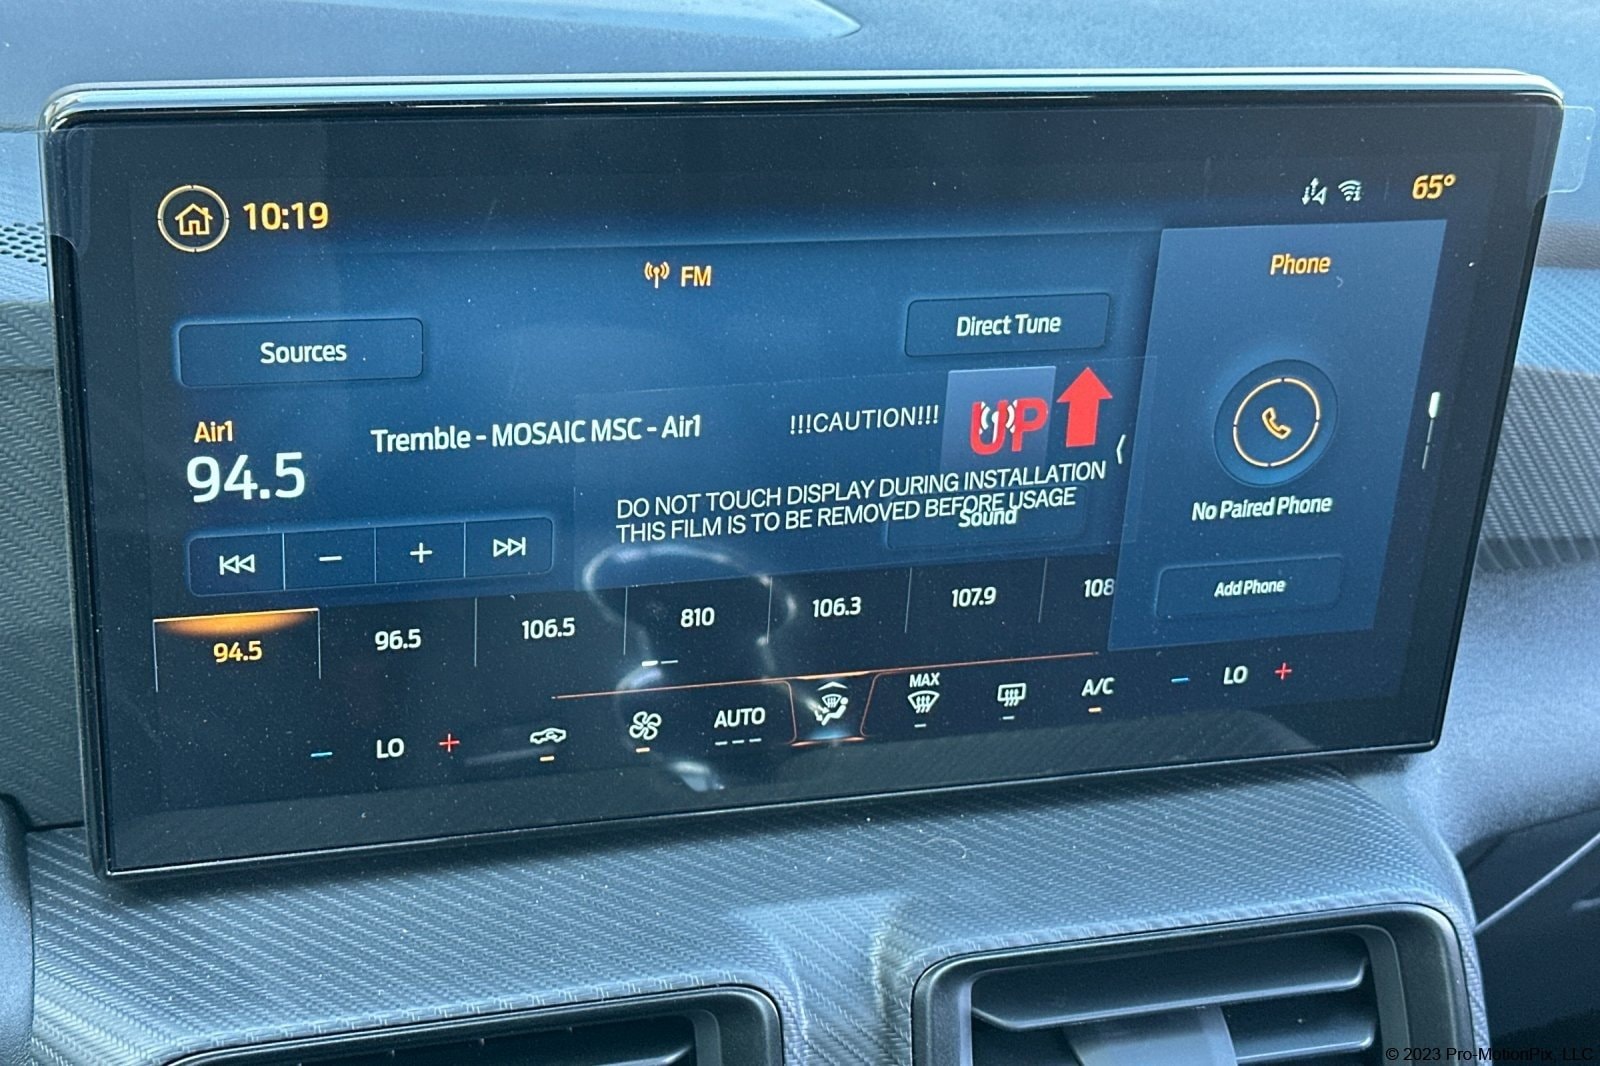 10:19
65°
FM
Phone
Sources
Direct Tune
Air1
94.5
Tremble - MOSAIC MSC - Air1
!!!CAUTION!!!
UP
DO NOT TOUCH DISPLAY DURING INSTALLATION
THIS FILM IS TO BE REMOVED BEFORE USAGE
Sound
No Paired Phone
Add Phone
94.5
96.5
106.5
810
106.3
107.9
108
LO
AUTO
MAX
A/C
LO
© 2023 Pro-MotionPix, LLC